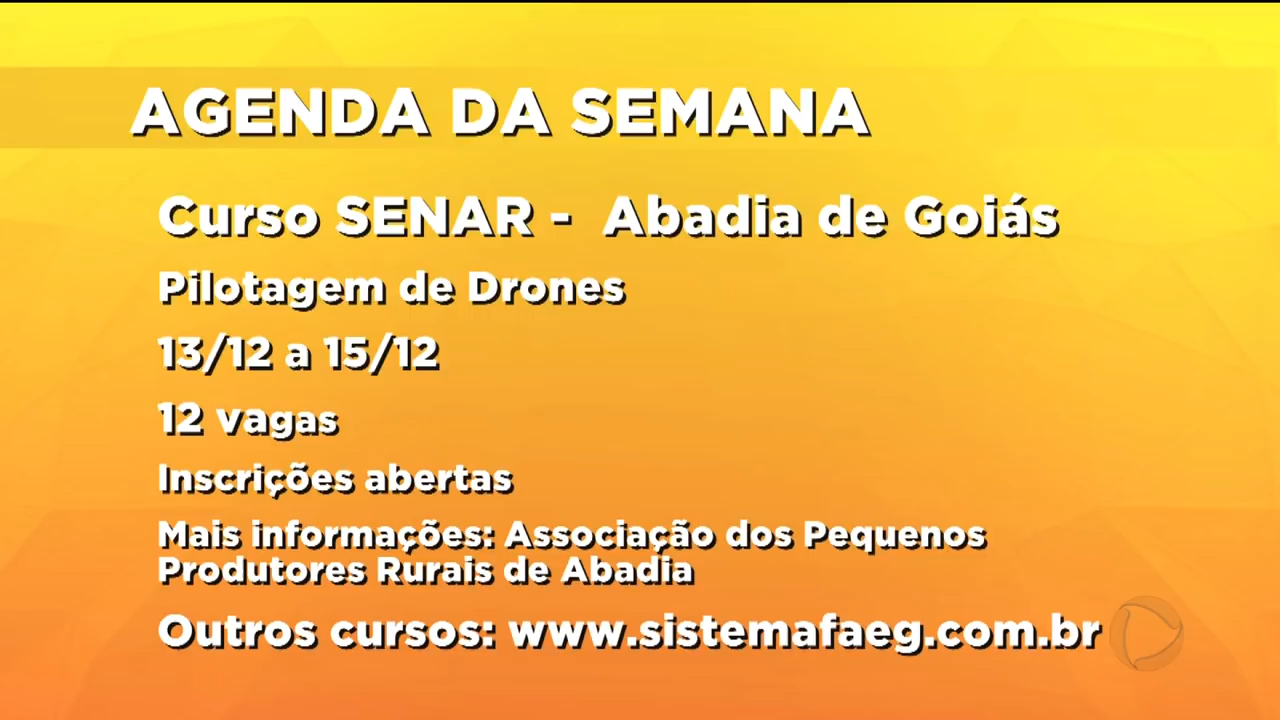 AGENDA DA SEMANA
Curso SENAR - Abadia de Goiás
Pilotagem de Drones
13/12 a 15/12
12 vagas
Inscrições abertas
Mais informações: Associação dos Pequenos
Produtores Rurais de Abadia
Outros cursos: www.sistemafaeg.com.br